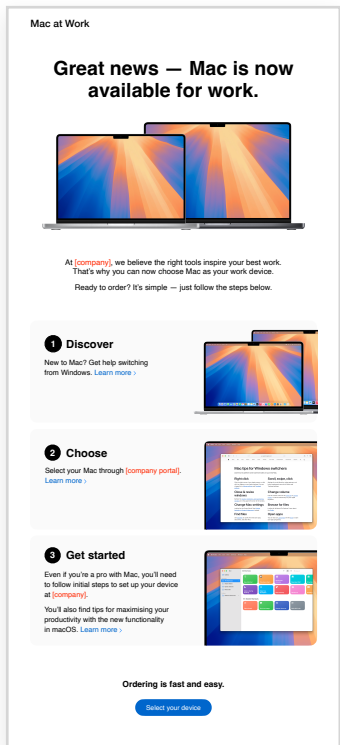 Mac at Work
Great news — Mac is now
available for work.
At [company], we believe the right tools inspire your best work.
That's why you can now choose Mac as your work device.
Ready to order? It's simple — just follow the steps below.
1 Discover
New to Mac? Get help switching
from Windows. Learn more ›
2 Choose
Select your Mac through [company portal].
Learn more ›
Mac tips for Windows switchers
3 Get started
Even if you're a pro with Mac, you'll need
to follow initial steps to set up your device
at [company].
You'll also find tips for maximising your
productivity with the new functionality
in macOS. Learn more ›
Ordering is fast and easy.
Select your device